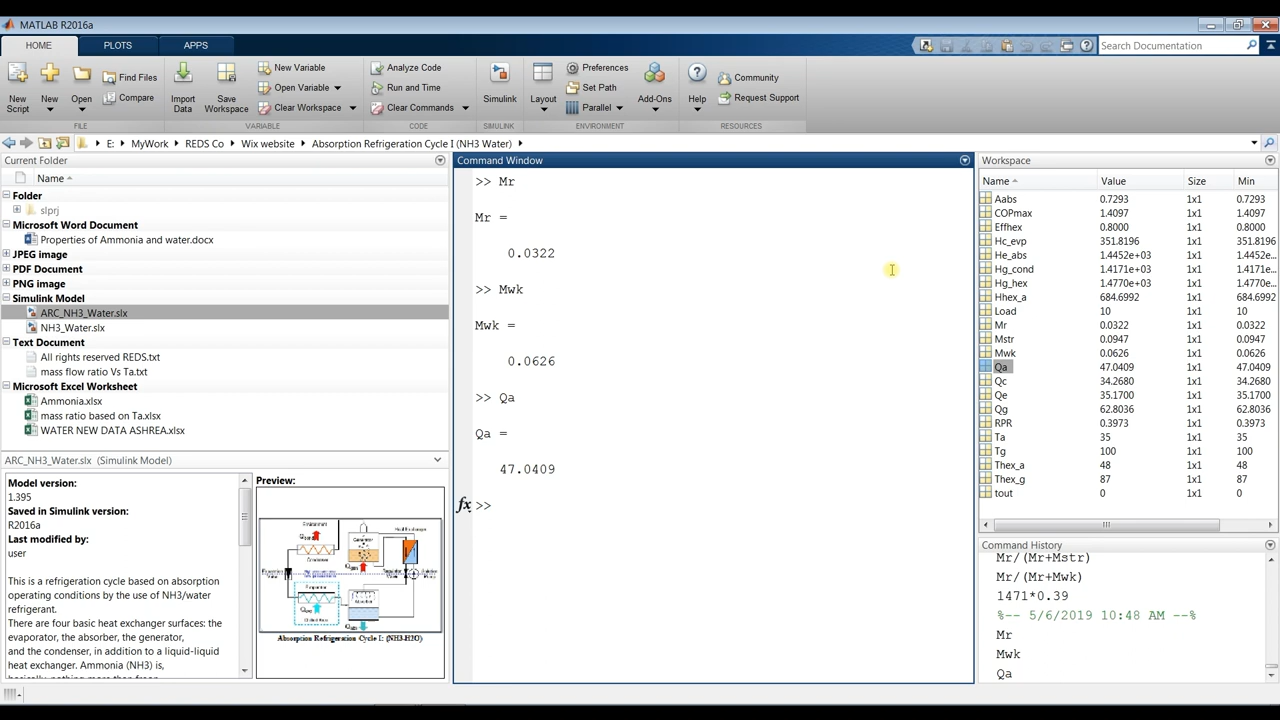 MATLAB R2016a
HOME
PLOTS
APPS
Search Documentation
New Script
New
Open
Find Files
Compare
Import Data
Save Workspace
New Variable
Open Variable
Clear Workspace
Analyze Code
Run and Time
Clear Commands
Simulink
Layout
Preferences
Set Path
Parallel
Add-Ons
Help
Community
Request Support
FILE
VARIABLE
CODE
SIMULINK
ENVIRONMENT
RESOURCES
E: MyWork REDS Co Wix website Absorption Refrigeration Cycle I (NH3 Water)
Current Folder
Name
Folder
slprj
Microsoft Word Document
Properties of Ammonia and water.docx
JPEG image
PDF Document
PNG image
Simulink Model
ARC_NH3_Water.slx
NH3_Water.slx
Text Document
All rights reserved REDS.txt
mass flow ratio Vs Ta.txt
Microsoft Excel Worksheet
Ammonia.xlsx
mass ratio based on Ta.xlsx
WATER NEW DATA ASHREA.xlsx
ARC_NH3_Water.slx (Simulink Model)
Model version:
1.395
Saved in Simulink version:
R2016a
Last modified by:
user
This is a refrigeration cycle based on absorption
operating conditions by the use of NH3/water
refrigerant.
There are four basic heat exchanger surfaces: the
evaporator, the absorber, the generator,
and the condenser, in addition to a liquid-liquid
heat exchanger. Ammonia (NH3) is,
Preview:
Environment
Generator
Heat Exchanger
Condenser
Evaporator
Absorber
Absorption Refrigeration Cycle I: (NH3-H2O)
Command Window
>> Mr
Mr =
0.0322
>> Mwk
Mwk =
0.0626
>> Qa
Qa =
47.0409
fx >>
Workspace
Name Value Size Min
Aabs 0.7293 1x1 0.7293
COPmax 1.4097 1x1 1.4097
Effhex 0.8000 1x1 0.8000
Hc_evp 351.8196 1x1 351.8196
He_abs 1.4452e+03 1x1 1.4452e...
Hg_cond 1.4171e+03 1x1 1.4171e...
Hg_hex 1.4770e+03 1x1 1.4770e...
Hhex_a 684.6992 1x1 684.6992
Load 10 1x1 10
Mr 0.0322 1x1 0.0322
Mstr 0.0947 1x1 0.0947
Mwk 0.0626 1x1 0.0626
Qa 47.0409 1x1 47.0409
Qc 34.2680 1x1 34.2680
Qe 35.1700 1x1 35.1700
Qg 62.8036 1x1 62.8036
RPR 0.3973 1x1 0.3973
Ta 35 1x1 35
Tg 100 1x1 100
Thex_a 48 1x1 48
Thex_g 87 1x1 87
tout 0 1x1 0
Command History
Mr/(Mr+Mstr)
Mr/(Mr+Mwk)
1471*0.39
%-- 5/6/2019 10:48 AM --%
Mr
Mwk
Qa